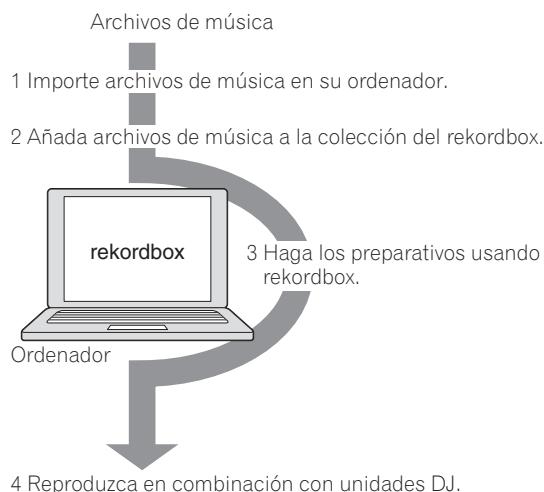 Archivos de música
1 Importe archivos de música en su ordenador.
2 Añada archivos de música a la colección del rekordbox.
rekordbox
3 Haga los preparativos usando
rekordbox.
Ordenador
4 Reproduzca en combinación con unidades DJ.